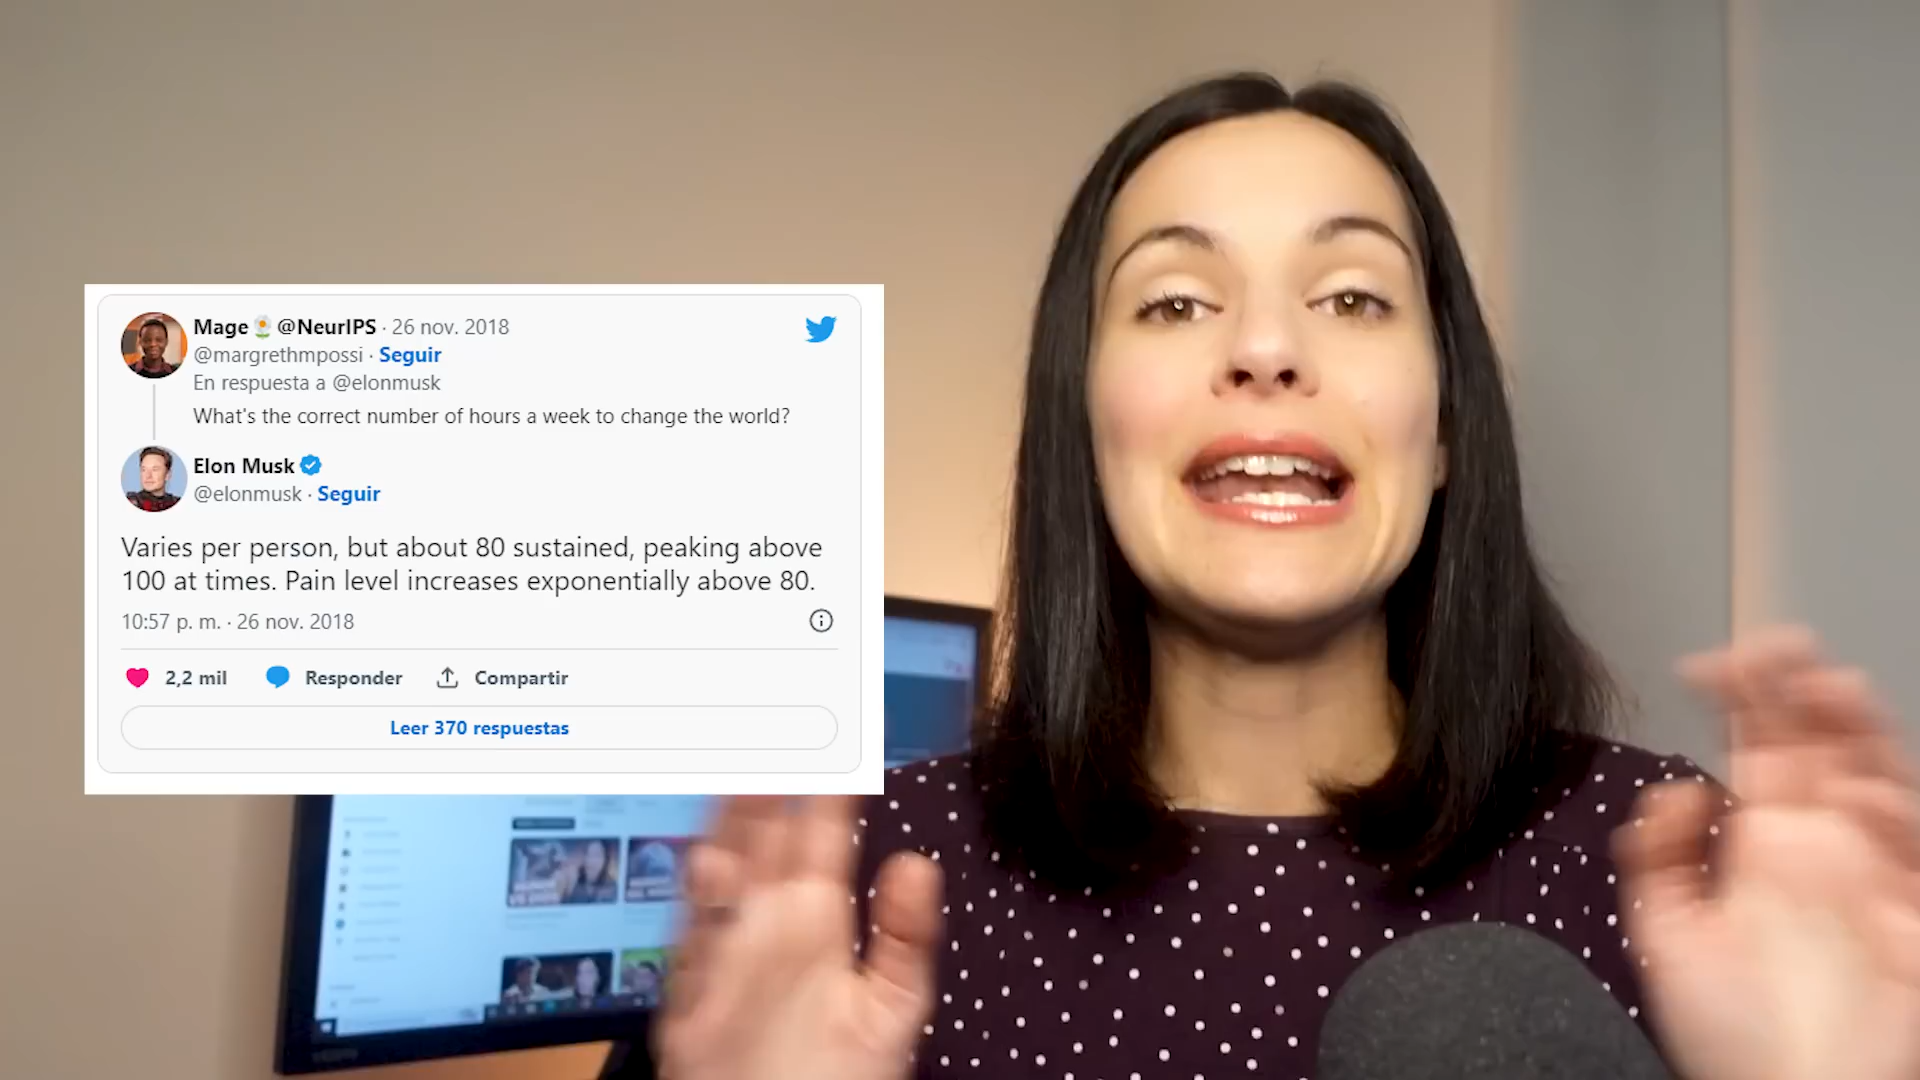 Mage @NeurIPS · 26 nov. 2018
@margrethmpossi · Seguir
En respuesta a @elonmusk
What's the correct number of hours a week to change the world?
Elon Musk
@elonmusk · Seguir
Varies per person, but about 80 sustained, peaking above
100 at times. Pain level increases exponentially above 80.
10:57 p. m. · 26 nov. 2018
2,2 mil Responder Compartir
Leer 370 respuestas